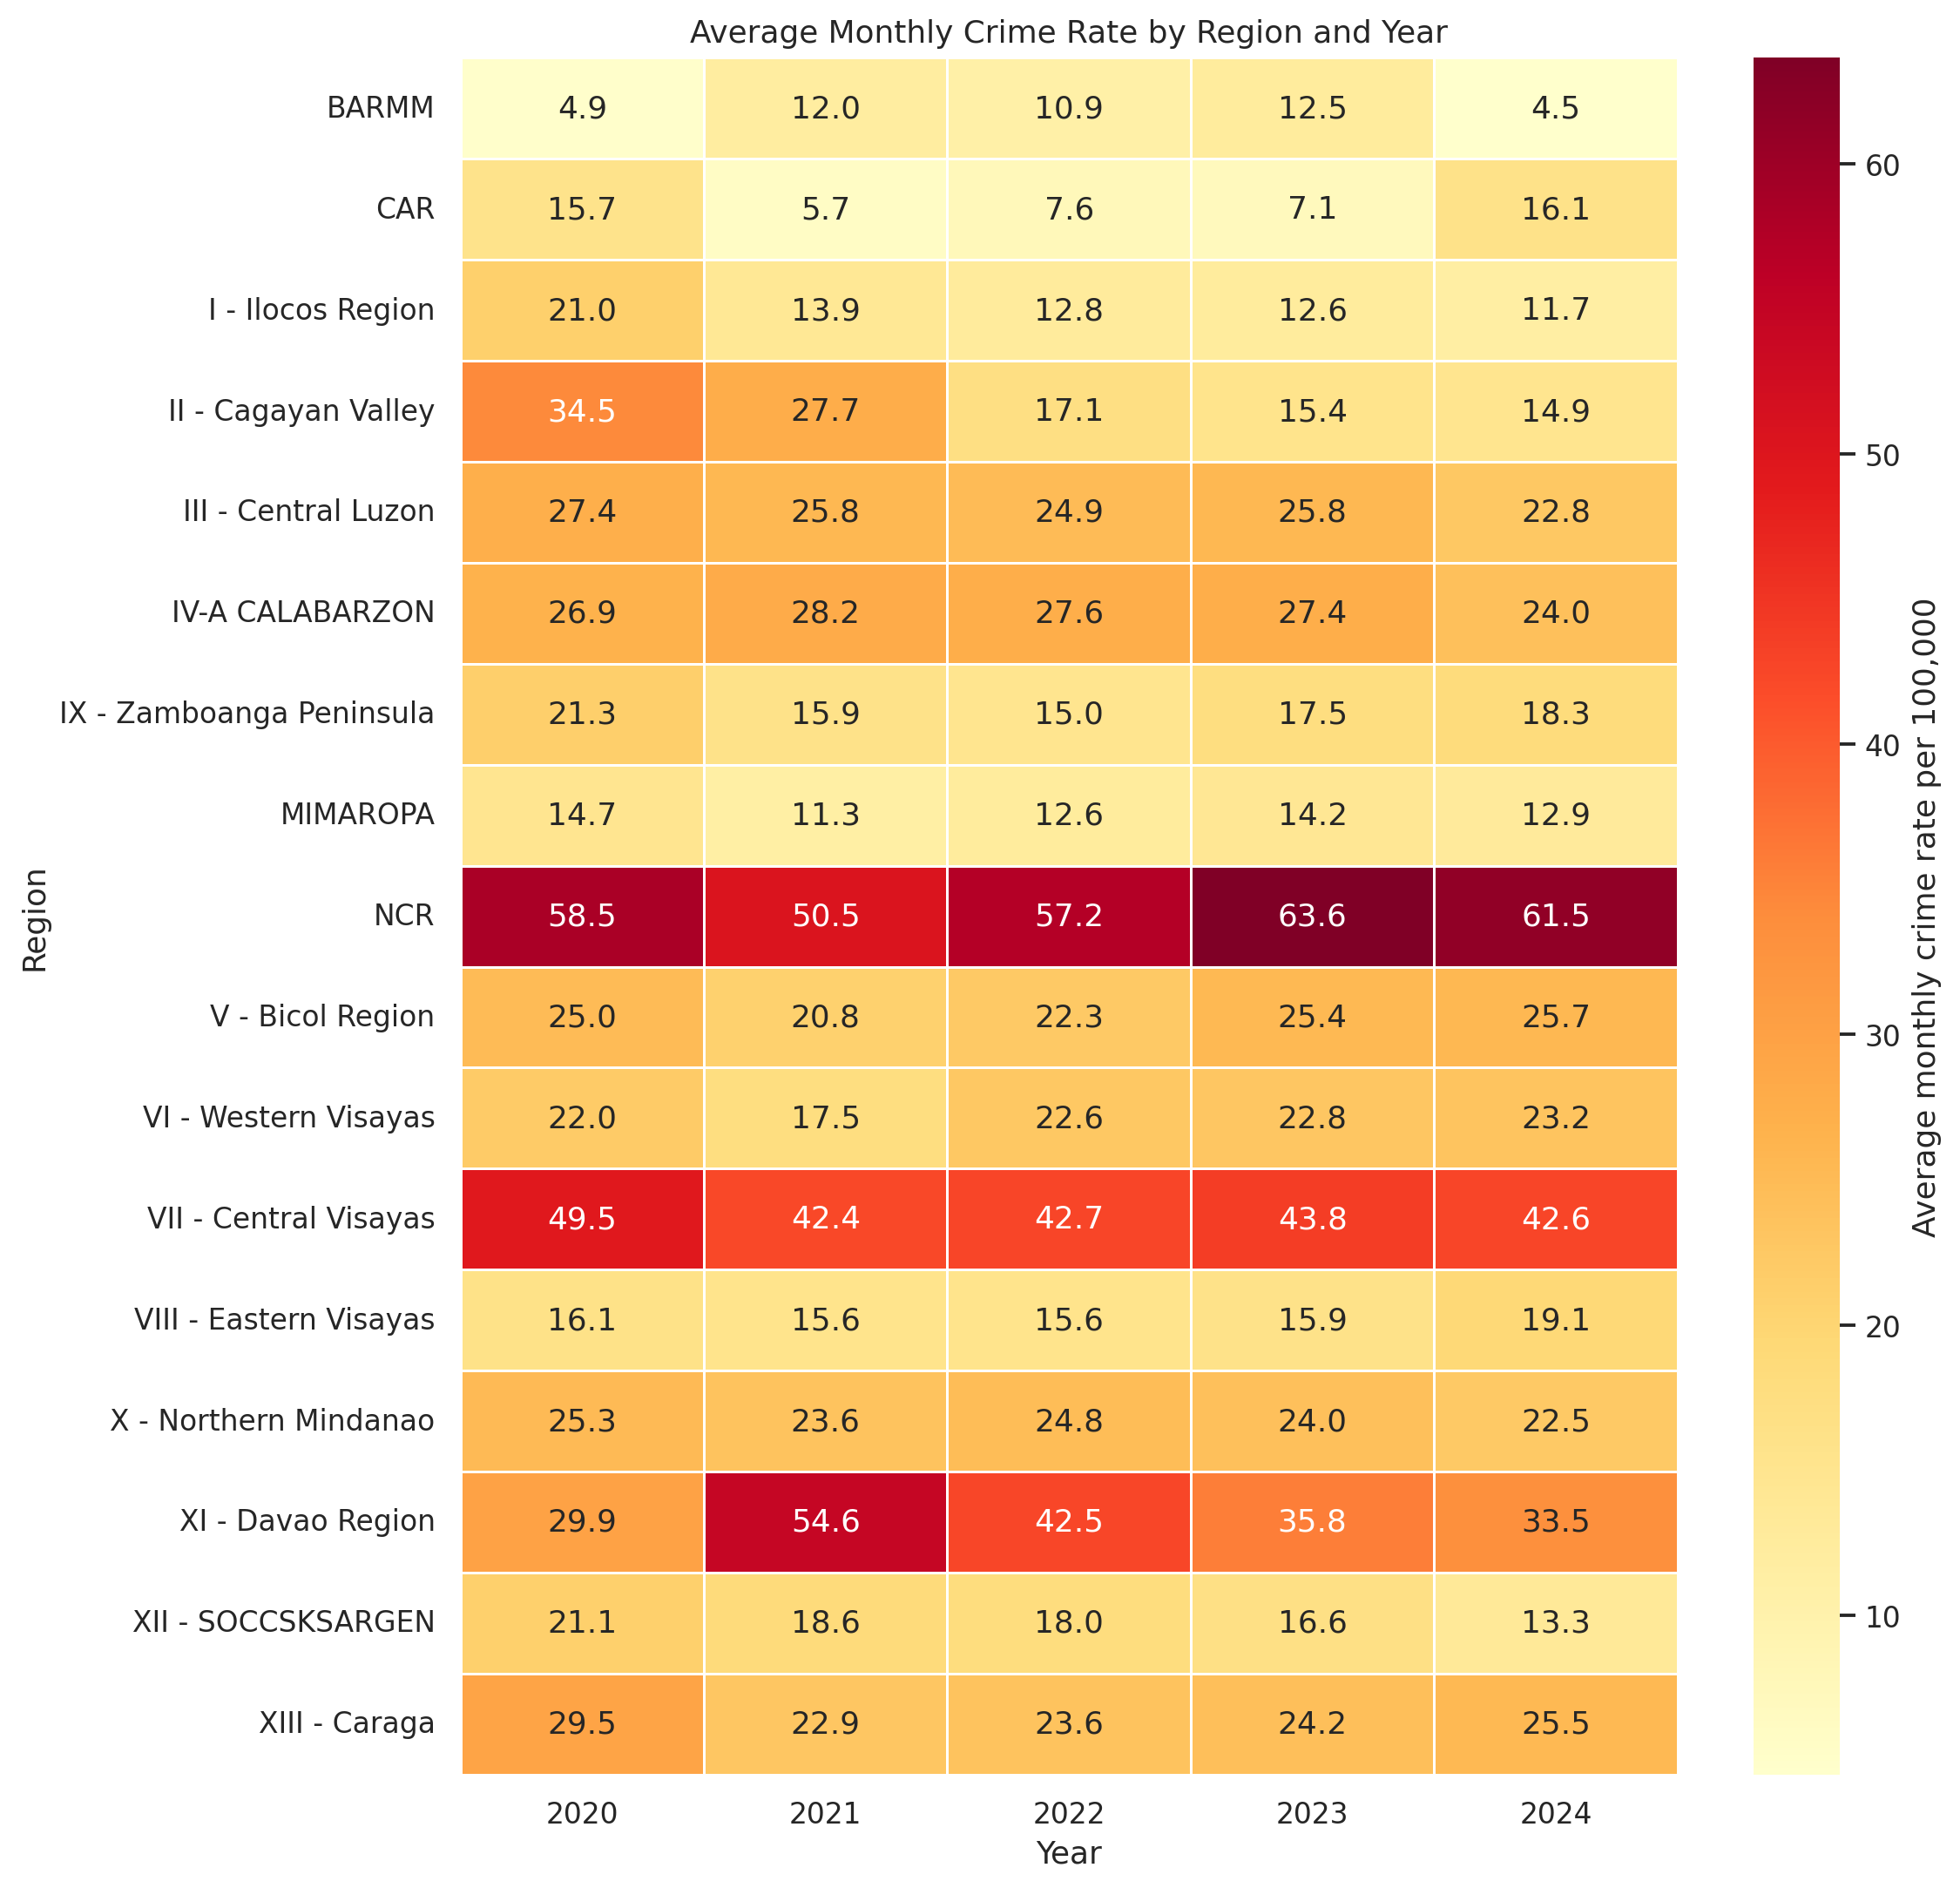 Average Monthly Crime Rate by Region and Year
Region
BARMM 4.9 12.0 10.9 12.5 4.5
CAR 15.7 5.7 7.6 7.1 16.1
I - Ilocos Region 21.0 13.9 12.8 12.6 11.7
II - Cagayan Valley 34.5 27.7 17.1 15.4 14.9
III - Central Luzon 27.4 25.8 24.9 25.8 22.8
IV-A CALABARZON 26.9 28.2 27.6 27.4 24.0
IX - Zamboanga Peninsula 21.3 15.9 15.0 17.5 18.3
MIMAROPA 14.7 11.3 12.6 14.2 12.9
NCR 58.5 50.5 57.2 63.6 61.5
V - Bicol Region 25.0 20.8 22.3 25.4 25.7
VI - Western Visayas 22.0 17.5 22.6 22.8 23.2
VII - Central Visayas 49.5 42.4 42.7 43.8 42.6
VIII - Eastern Visayas 16.1 15.6 15.6 15.9 19.1
X - Northern Mindanao 25.3 23.6 24.8 24.0 22.5
XI - Davao Region 29.9 54.6 42.5 35.8 33.5
XII - SOCCSKSARGEN 21.1 18.6 18.0 16.6 13.3
XIII - Caraga 29.5 22.9 23.6 24.2 25.5
2020 2021 2022 2023 2024
Year
60
50
40
30
20
10
Average monthly crime rate per 100,000